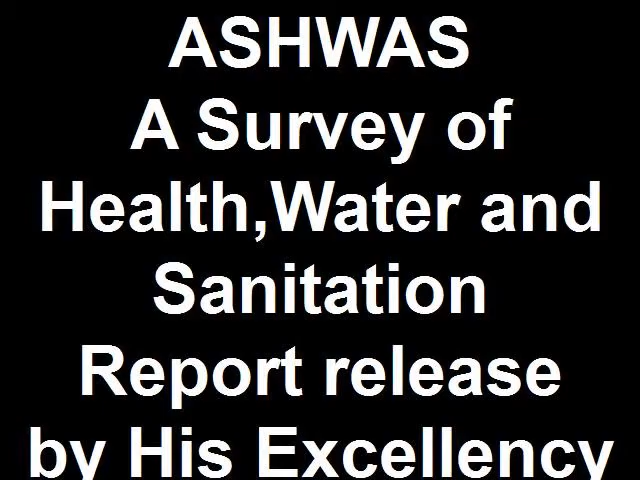 ASHWAS
A Survey of
Health,Water and
Sanitation
Report release
by His Excellency